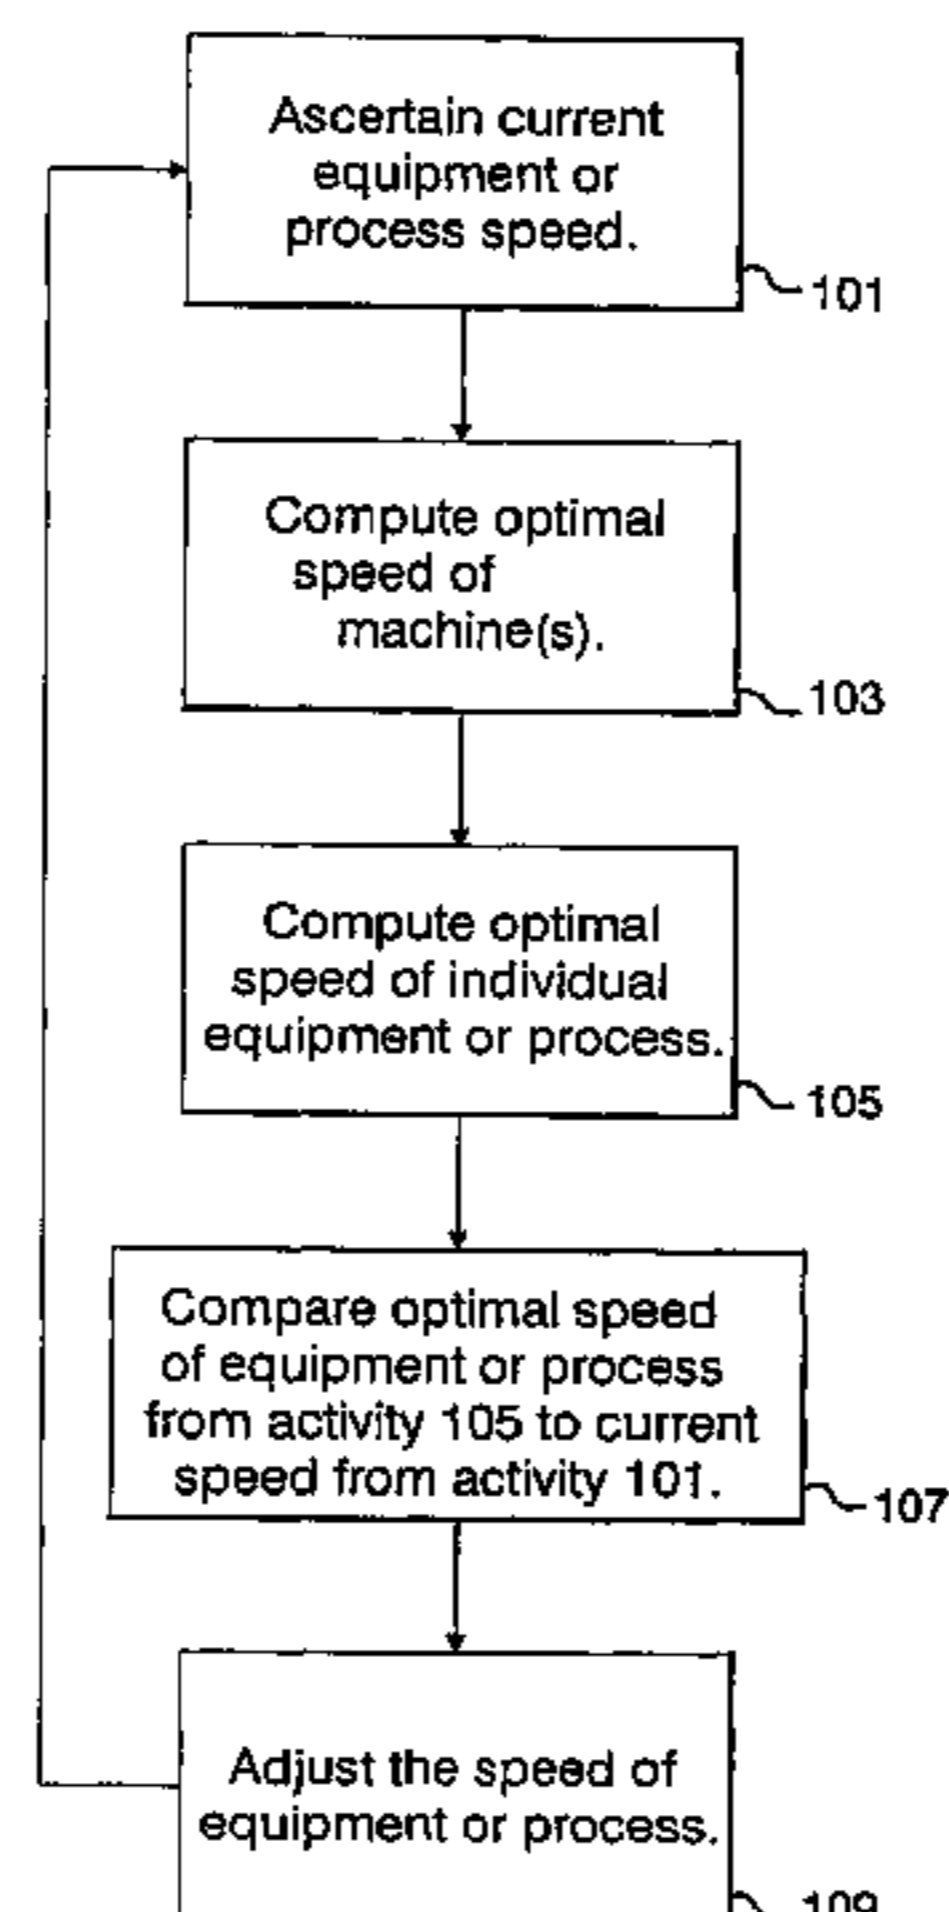 Ascertain current
equipment or
process speed.
101
Compute optimal
speed of
machine(s).
103
Compute optimal
speed of individual
equipment or process.
105
Compare optimal speed
of equipment or process
from activity 105 to current
speed from activity 101.
107
Adjust the speed of
equipment or process.
109